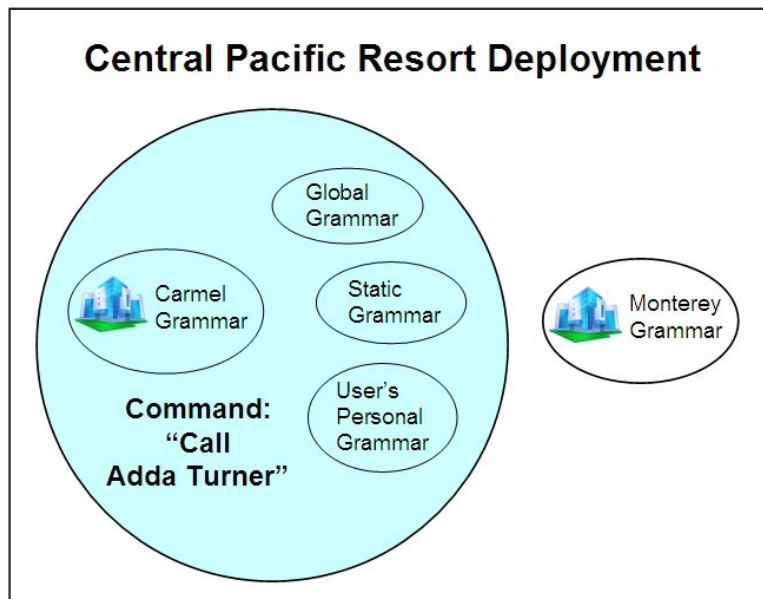 Central Pacific Resort Deployment
Global
Grammar
Carmel
Grammar
Static
Grammar
Monterey
Grammar
User’s
Personal
Grammar
Command:
“Call
Adda Turner”